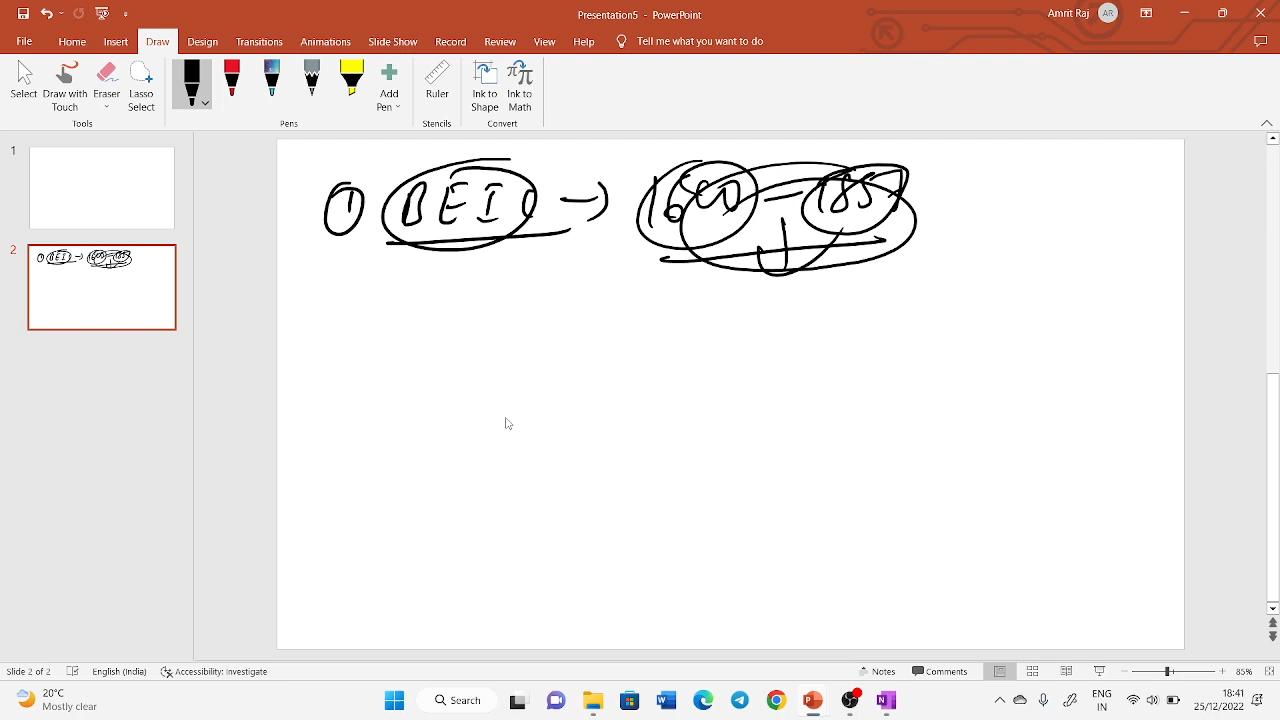 Presentation5 - PowerPoint
Amrit Raj
AR
File Home Insert Draw Design Transitions Animations Slide Show Record Review View Help Tell me what you want to do
Select
Draw with Touch
Eraser
Lasso Select
Add Pen
Ruler
Ink to Shape
Ink to Math
Tools
Pens
Stencils
Convert
1
2
1 BEIC → 1600 - 1857
Slide 2 of 2 English (India) Accessibility: Investigate Notes Comments 85%
20°C
Mostly clear
Search
ENG
IN
18:41
25/12/2022